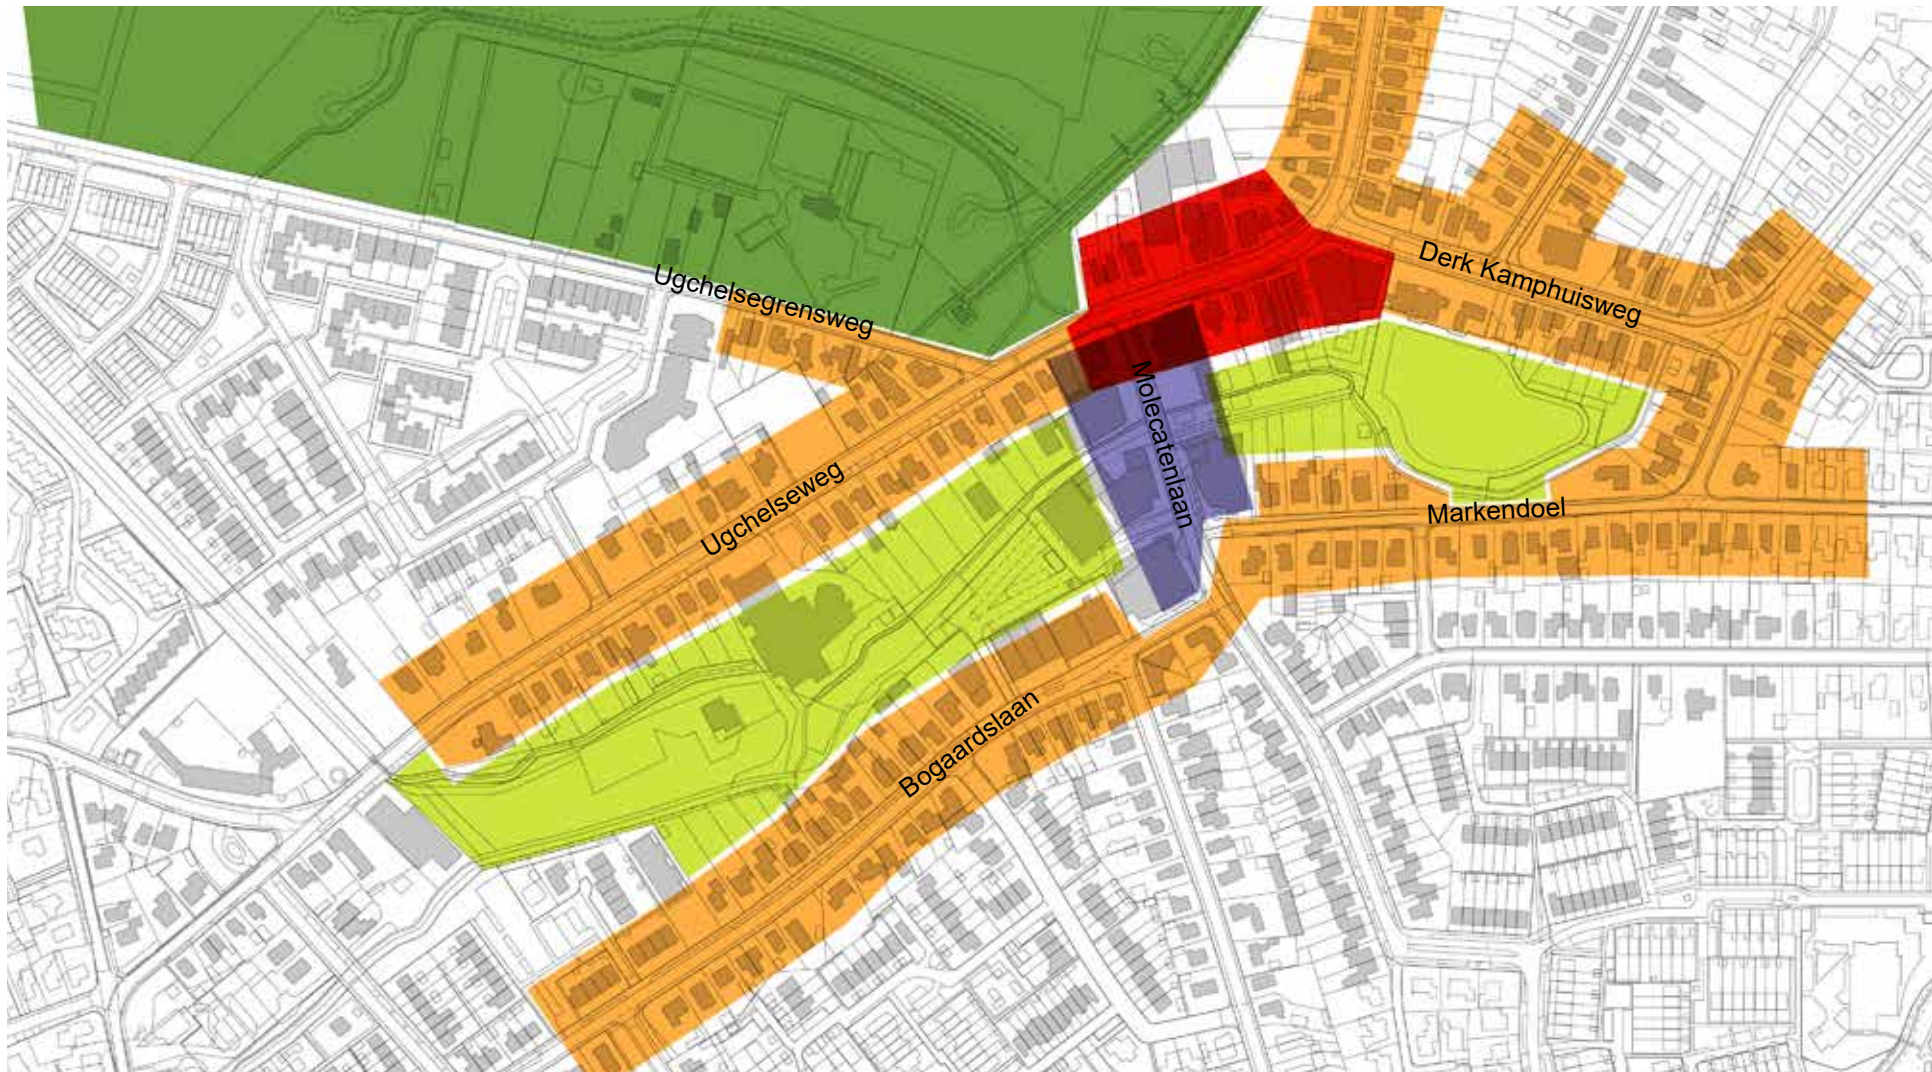 Ugchelsegrensweg
Derk Kamphuisweg
Molecatenlaan
Ugchelseweg
Markendoel
Bogaardslaan